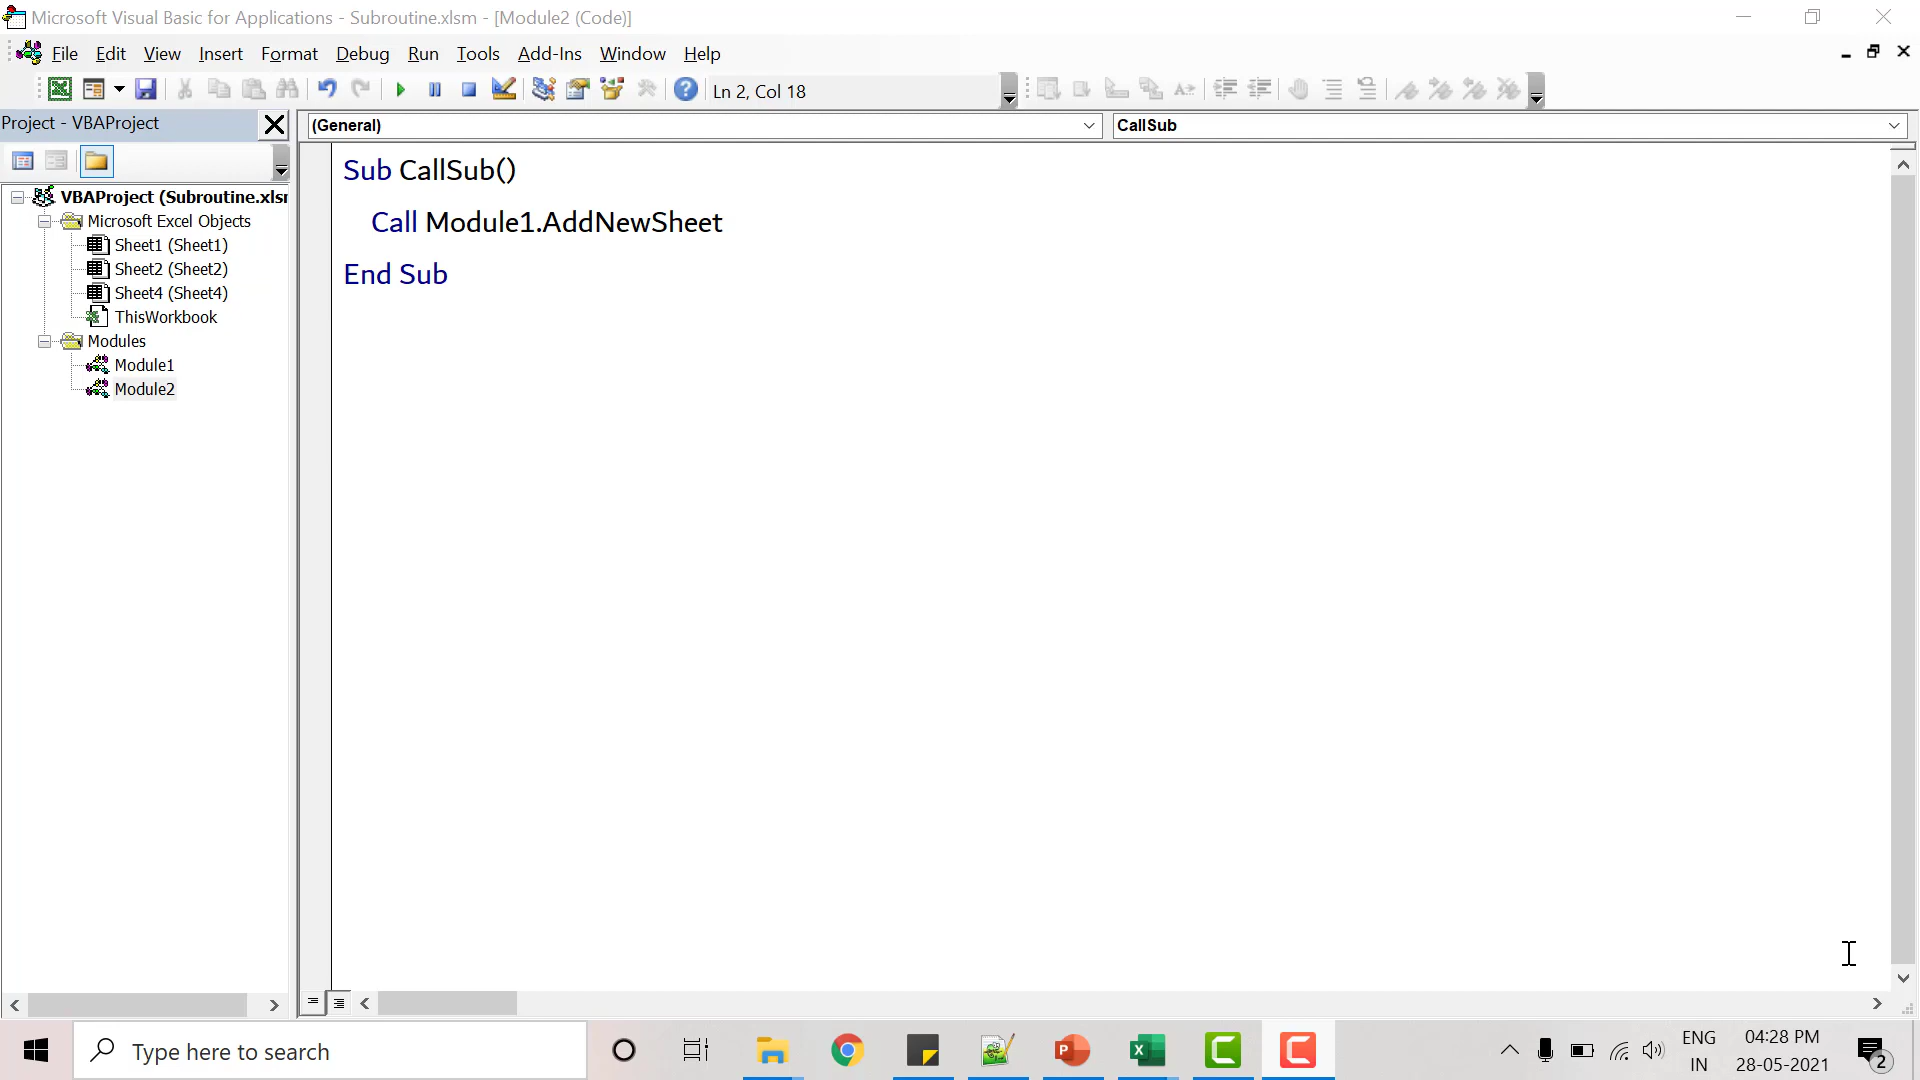 Microsoft Visual Basic for Applications - Subroutine.xlsm - [Module2 (Code)]
File Edit View Insert Format Debug Run Tools Add-Ins Window Help
Ln 2, Col 18
Project - VBAProject
(General)
CallSub
VBAProject (Subroutine.xlsm
Microsoft Excel Objects
Sheet1 (Sheet1)
Sheet2 (Sheet2)
Sheet4 (Sheet4)
ThisWorkbook
Modules
Module1
Module2
Sub CallSub()
Call Module1.AddNewSheet
End Sub
Type here to search
ENG
IN
04:28 PM
28-05-2021
2